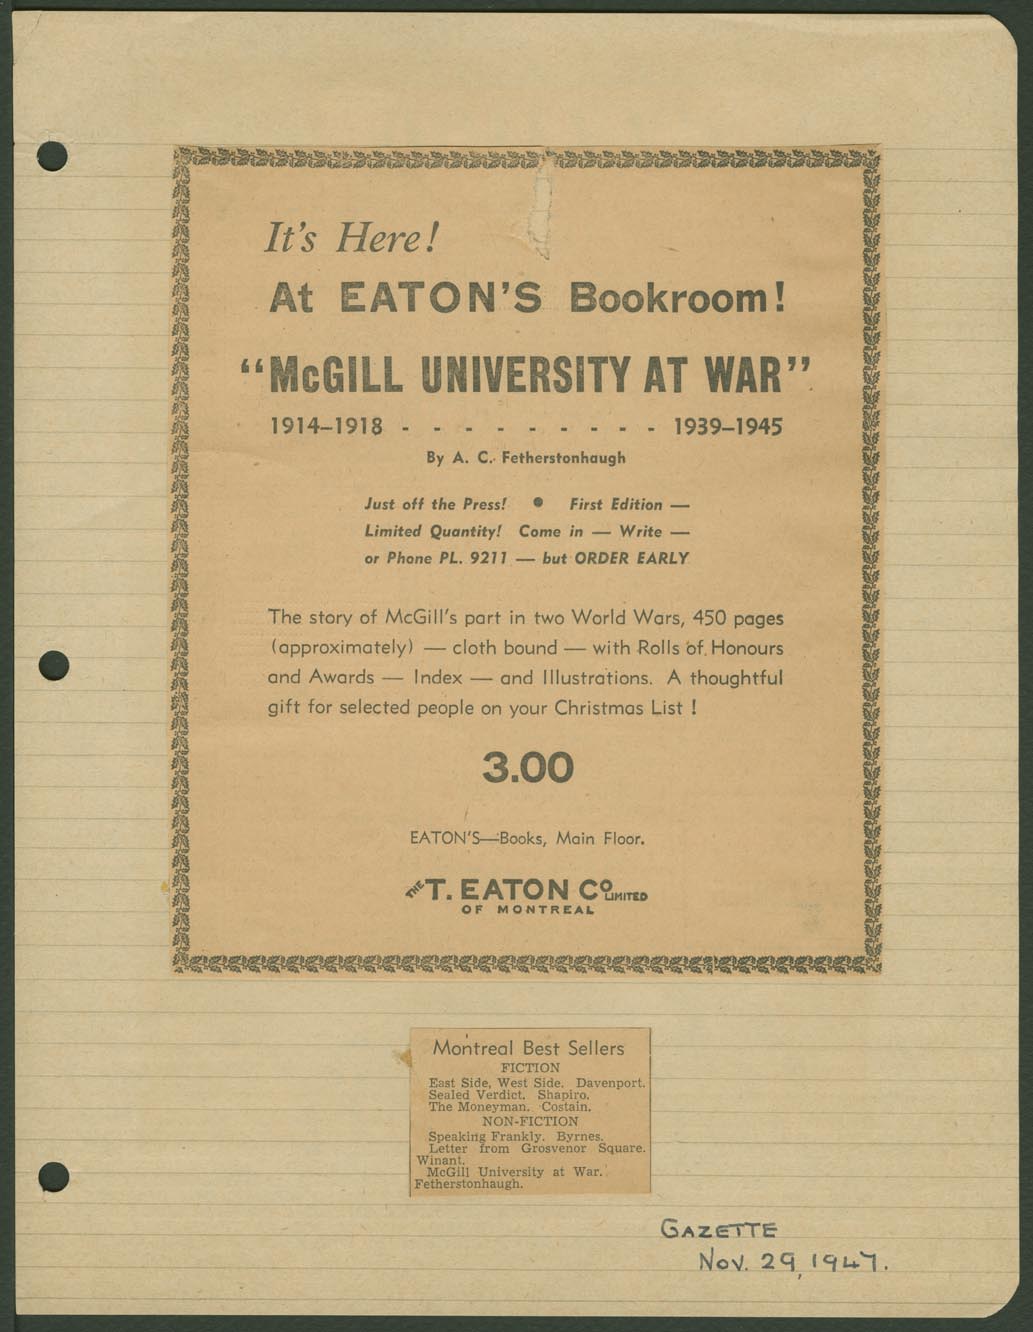 It's Here!
At EATON'S Bookroom!
"McGILL UNIVERSITY AT WAR"
1914–1918 - - - - - - - - - 1939–1945
By A. C. Fetherstonhaugh
Just off the Press! • First Edition —
Limited Quantity! Come in — Write —
or Phone PL. 9211 — but ORDER EARLY
The story of McGill's part in two World Wars, 450 pages
(approximately) — cloth bound — with Rolls of Honours
and Awards — Index — and Illustrations. A thoughtful
gift for selected people on your Christmas List !
3.00
EATON'S—Books, Main Floor.
THE T. EATON CO LIMITED
OF MONTREAL
Montreal Best Sellers
FICTION
East Side, West Side. Davenport.
Sealed Verdict. Shapiro.
The Moneyman. Costain.
NON-FICTION
Speaking Frankly. Byrnes.
Letter from Grosvenor Square.
Winant.
McGill University at War.
Fetherstonhaugh.
GAZETTE
Nov. 29, 1947.